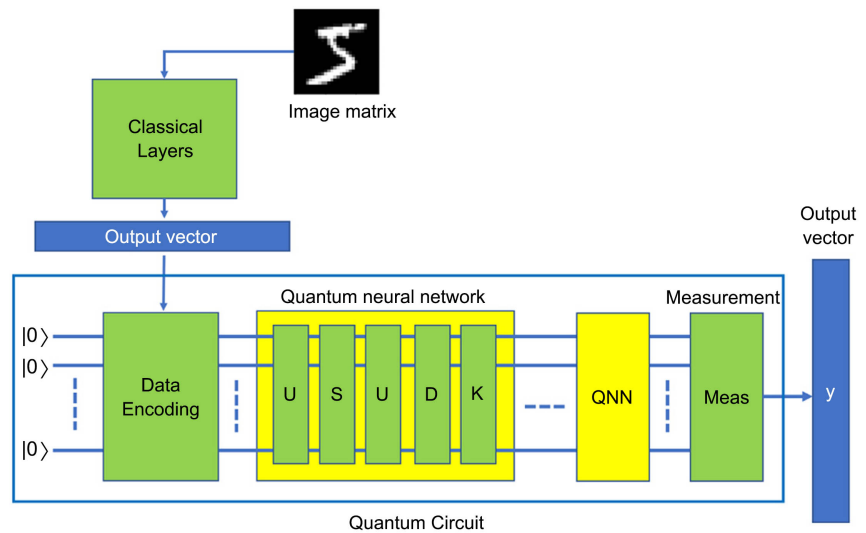 Image matrix
Classical
Layers
Output vector
Output
vector
Quantum neural network
Measurement
|0⟩
|0⟩
|0⟩
Data
Encoding
U S U D K
QNN
Meas
y
Quantum Circuit